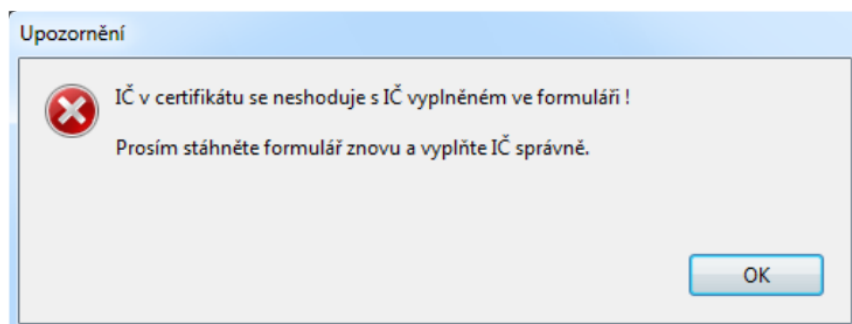 Upozornění
IČ v certifikátu se neshoduje s IČ vyplněném ve formuláři !
Prosím stáhněte formulář znovu a vyplňte IČ správně.
OK